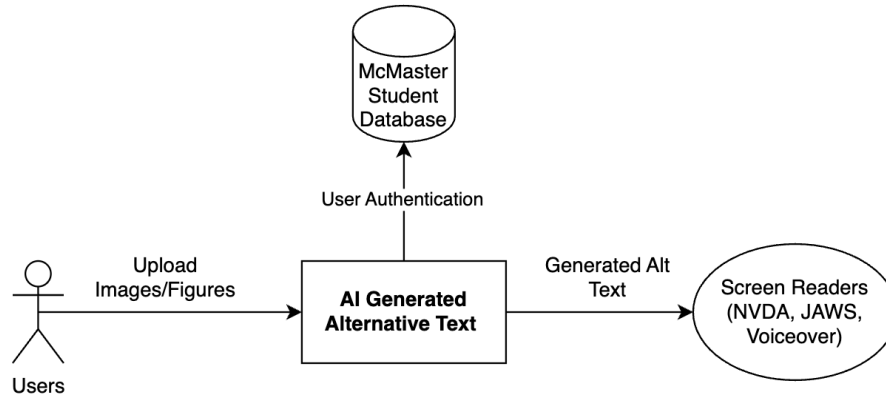 McMaster
Student
Database
User Authentication
Upload
Images/Figures
Generated Alt
Text
AI Generated
Alternative Text
Screen Readers
(NVDA, JAWS,
Voiceover)
Users